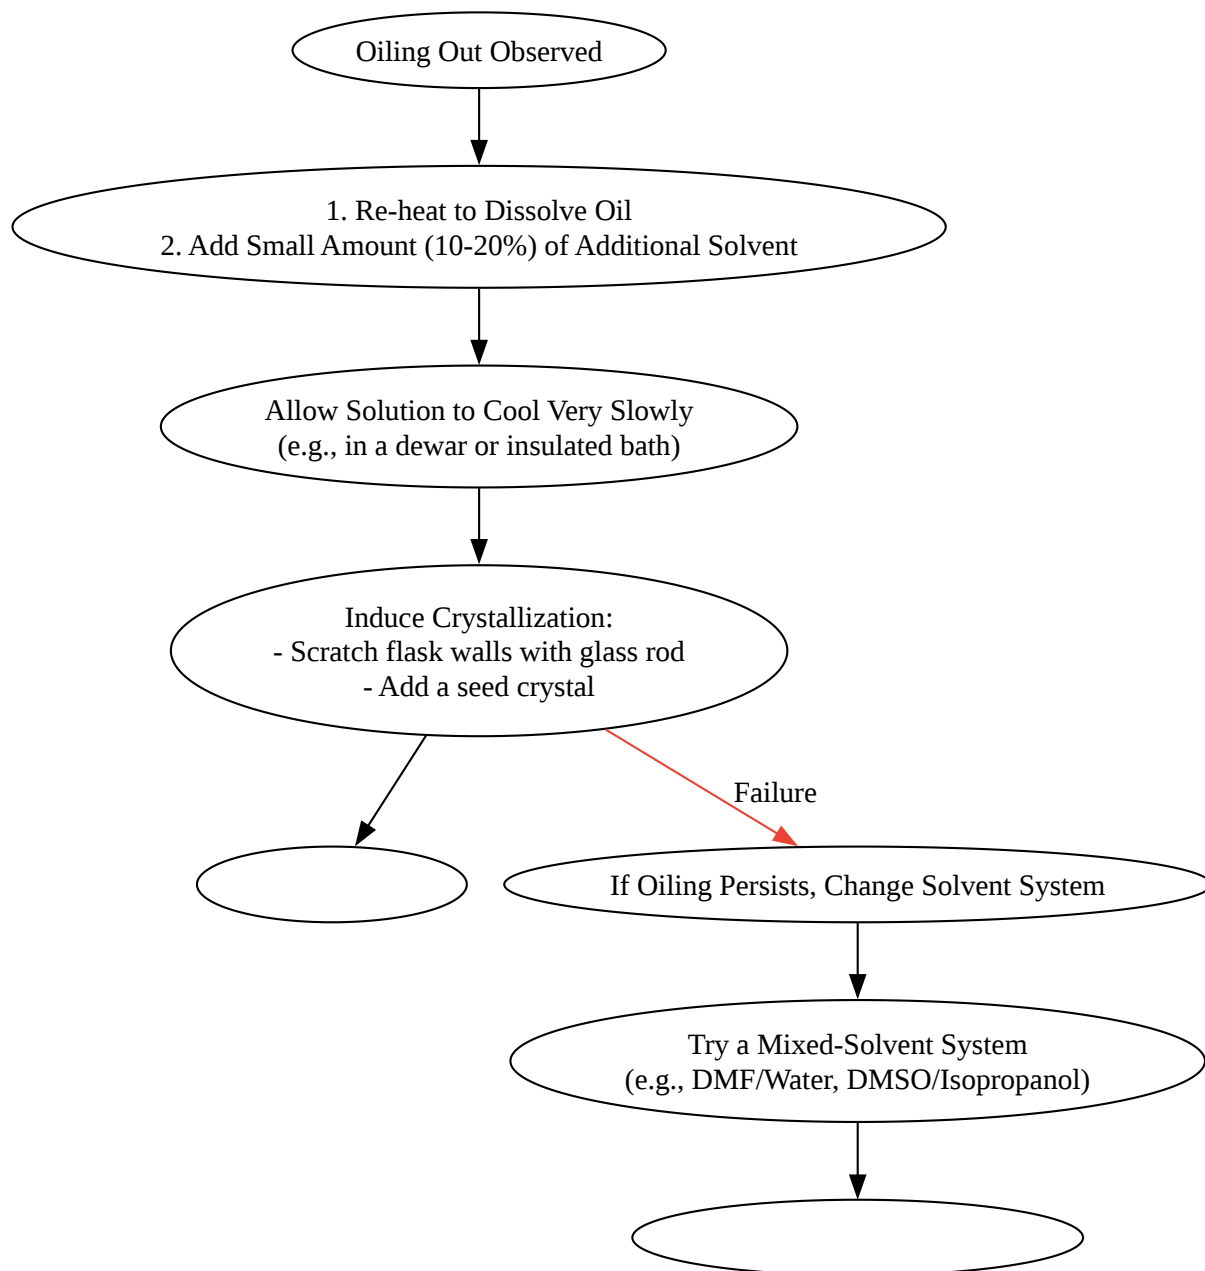 Oiling Out Observed
1. Re-heat to Dissolve Oil
2. Add Small Amount (10-20%) of Additional Solvent
Allow Solution to Cool Very Slowly
(e.g., in a dewar or insulated bath)
Induce Crystallization:
- Scratch flask walls with glass rod
- Add a seed crystal
Failure
If Oiling Persists, Change Solvent System
Try a Mixed-Solvent System
(e.g., DMF/Water, DMSO/Isopropanol)